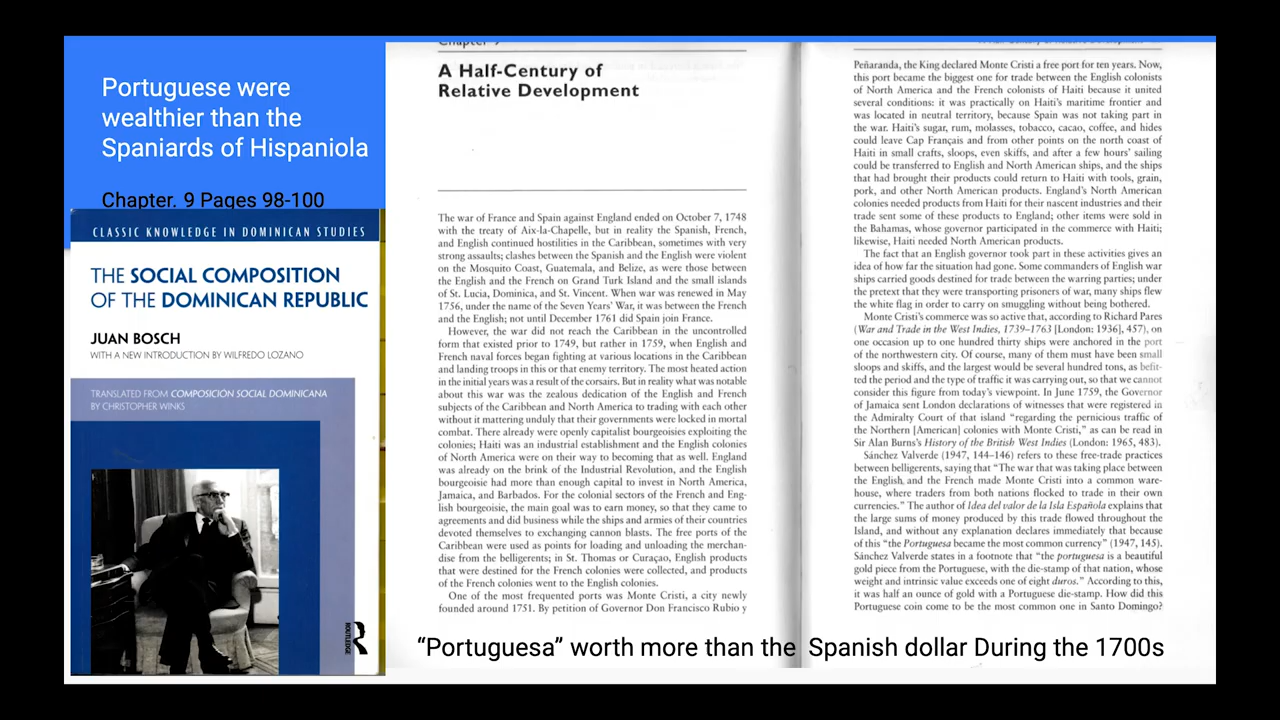 Portuguese were
wealthier than the
Spaniards of Hispaniola
Chapter. 9 Pages 98-100
CLASSIC KNOWLEDGE IN DOMINICAN STUDIES
THE SOCIAL COMPOSITION
OF THE DOMINICAN REPUBLIC
JUAN BOSCH
WITH A NEW INTRODUCTION BY WILFREDO LOZANO
TRANSLATED FROM COMPOSICIÓN SOCIAL DOMINICANA
BY CHRISTOPHER WINKS
ROUTLEDGE
Chapter 9
A Half-Century of
Relative Development
The war of France and Spain against England ended on October 7, 1748
with the treaty of Aix-la-Chapelle, but in reality the Spanish, French,
and English continued hostilities in the Caribbean, sometimes with very
strong assaults; clashes between the Spanish and the English were violent
on the Mosquito Coast, Guatemala, and Belize, as were those between
the English and the French on Grand Turk Island and the small islands
of St. Lucia, Dominica, and St. Vincent. When war was renewed in May
1756, under the name of the Seven Years' War, it was between the French
and the English; not until December 1761 did Spain join France.
However, the war did not reach the Caribbean in the uncontrolled
form that existed prior to 1749, but rather in 1759, when English and
French naval forces began fighting at various locations in the Caribbean
and landing troops in this or that enemy territory. The most heated action
in the initial years was a result of the corsairs. But in reality what was notable
about this war was the zealous dedication of the English and French
subjects of the Caribbean and North America to trading with each other
without it mattering unduly that their governments were locked in mortal
combat. There already were openly capitalist bourgeoisies exploiting the
colonies; Haiti was an industrial establishment and the English colonies
of North America were on their way to becoming that as well. England
was already on the brink of the Industrial Revolution, and the English
bourgeoisie had more than enough capital to invest in North America,
Jamaica, and Barbados. For the colonial sectors of the French and Eng-
lish bourgeoisie, the main goal was to earn money, so that they came to
agreements and did business while the ships and armies of their countries
devoted themselves to exchanging cannon blasts. The free ports of the
Caribbean were used as points for loading and unloading the merchan-
dise from the belligerents; in St. Thomas or Curaçao, English products
that were destined for the French colonies were collected, and products
of the French colonies went to the English colonies.
One of the most frequented ports was Monte Cristi, a city newly
founded around 1751. By petition of Governor Don Francisco Rubio y
Peñaranda, the King declared Monte Cristi a free port for ten years. Now,
this port became the biggest one for trade between the English colonists
of North America and the French colonists of Haiti because it united
several conditions: it was practically on Haiti's maritime frontier and
was located in neutral territory, because Spain was not taking part in
the war. Haiti's sugar, rum, molasses, tobacco, cacao, coffee, and hides
could leave Cap Français and from other points on the north coast of
Haiti in small crafts, sloops, even skiffs, and after a few hours' sailing
could be transferred to English and North American ships, and the ships
that had brought their products could return to Haiti with tools, grain,
pork, and other North American products. England's North American
colonies needed products from Haiti for their nascent industries and their
trade sent some of these products to England; other items were sold in
the Bahamas, whose governor participated in the commerce with Haiti;
likewise, Haiti needed North American products.
The fact that an English governor took part in these activities gives an
idea of how far the situation had gone. Some commanders of English war
ships carried goods destined for trade between the warring parties; under
the pretext that they were transporting prisoners of war, many ships flew
the white flag in order to carry on smuggling without being bothered.
Monte Cristi's commerce was so active that, according to Richard Pares
(War and Trade in the West Indies, 1739–1763 [London: 1936], 457), on
one occasion up to one hundred thirty ships were anchored in the port
of the northwestern city. Of course, many of them must have been small
sloops and skiffs, and the largest would be several hundred tons, as befit-
ted the period and the type of traffic it was carrying out, so that we cannot
consider this figure from today's viewpoint. In June 1759, the Governor
of Jamaica sent London declarations of witnesses that were registered in
the Admiralty Court of that island "regarding the pernicious traffic of
the Northern [American] colonies with Monte Cristi," as can be read in
Sir Alan Burns's History of the British West Indies (London: 1965, 483).
Sánchez Valverde (1947, 144–146) refers to these free-trade practices
between belligerents, saying that "The war that was taking place between
the English and the French made Monte Cristi into a common ware-
house, where traders from both nations flocked to trade in their own
currencies." The author of Idea del valor de la Isla Española explains that
the large sums of money produced by this trade flowed throughout the
Island, and without any explanation declares immediately that because
of this "the Portuguesa became the most common currency" (1947, 145).
Sánchez Valverde states in a footnote that "the portuguesa is a beautiful
gold piece from the Portuguese, with the die-stamp of that nation, whose
weight and intrinsic value exceeds one of eight duros." According to this,
it was half an ounce of gold with a Portuguese die-stamp. How did this
Portuguese coin come to be the most common one in Santo Domingo?
“Portuguesa” worth more than the Spanish dollar During the 1700s